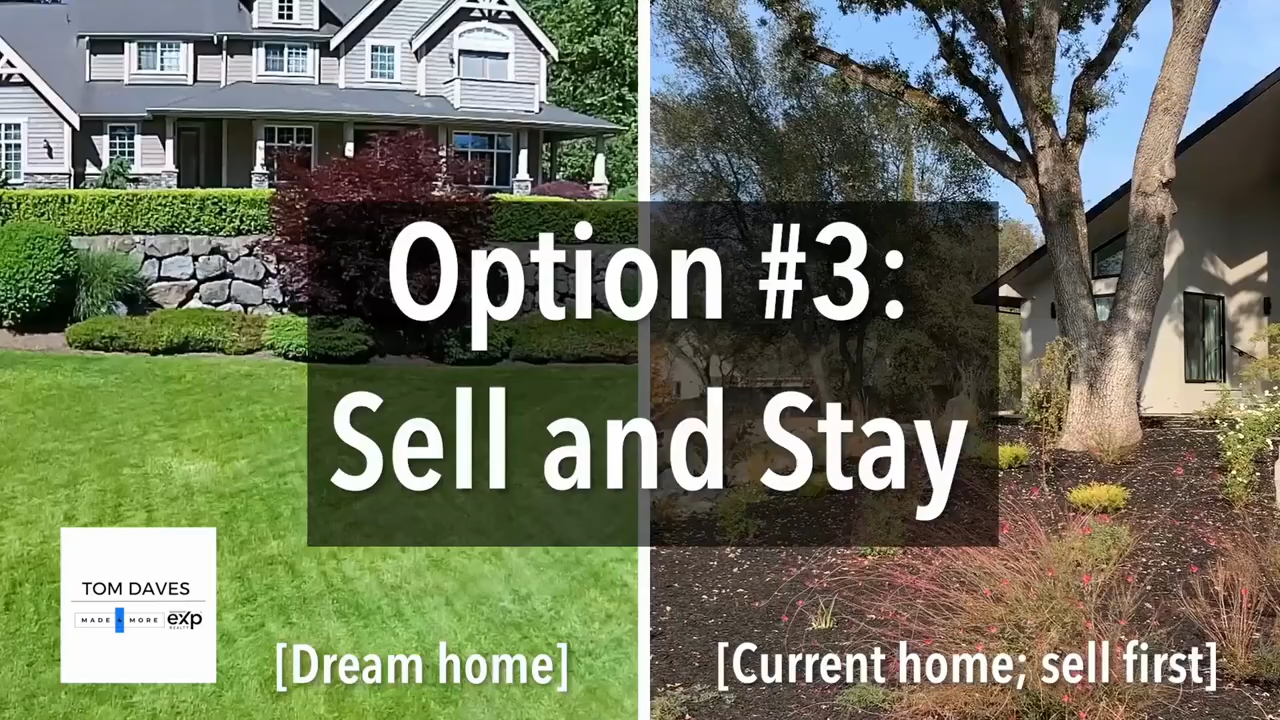 Option #3:
Sell and Stay
TOM DAVES
MADE & MORE eXp
REALTY
[Dream home]
[Current home; sell first]